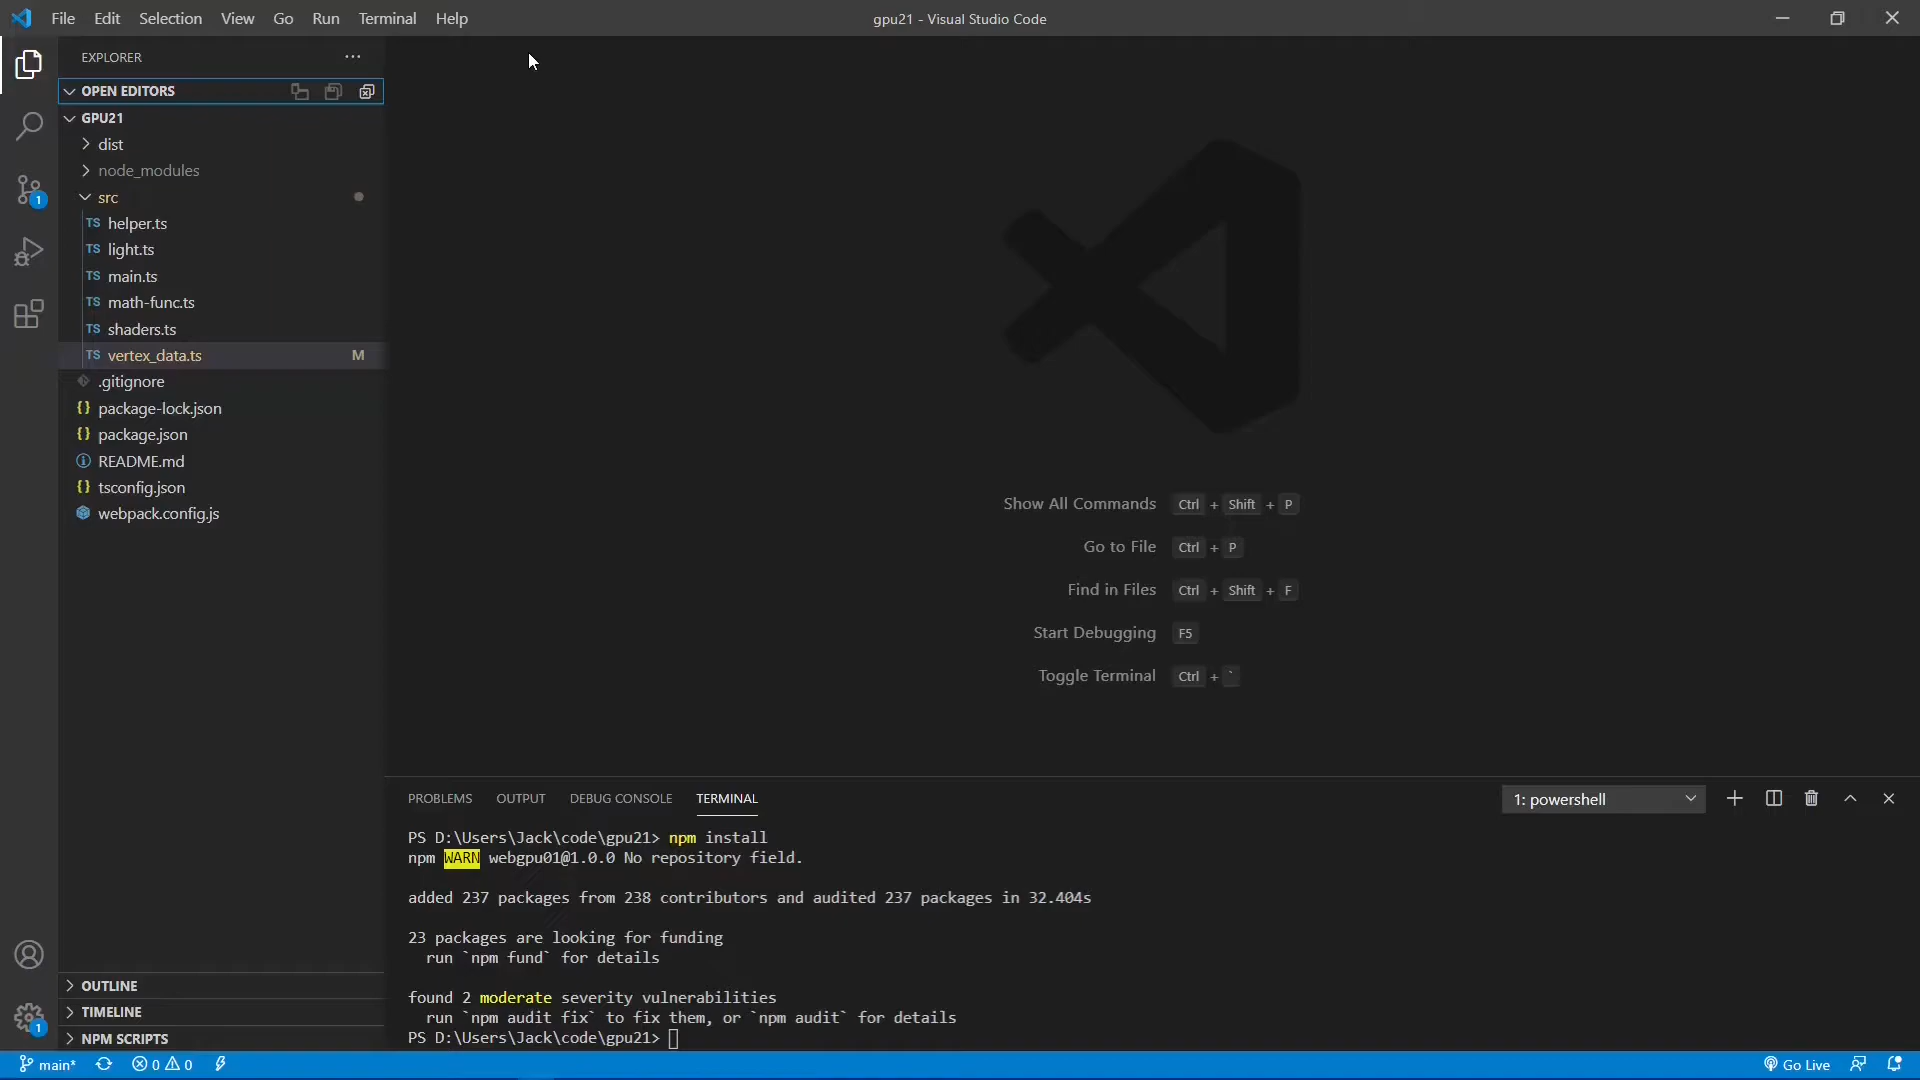 File Edit Selection View Go Run Terminal Help
gpu21 - Visual Studio Code
EXPLORER
OPEN EDITORS
GPU21
dist
node_modules
src
TS helper.ts
TS light.ts
TS main.ts
TS math-func.ts
TS shaders.ts
TS vertex_data.ts M
.gitignore
{} package-lock.json
{} package.json
README.md
{} tsconfig.json
webpack.config.js
OUTLINE
TIMELINE
NPM SCRIPTS
1
1
Show All Commands Ctrl + Shift + P
Go to File Ctrl + P
Find in Files Ctrl + Shift + F
Start Debugging F5
Toggle Terminal Ctrl + `
PROBLEMS OUTPUT DEBUG CONSOLE TERMINAL
1: powershell
PS D:\Users\Jack\code\gpu21> npm install
npm WARN webgpu01@1.0.0 No repository field.
added 237 packages from 238 contributors and audited 237 packages in 32.404s
23 packages are looking for funding
run `npm fund` for details
found 2 moderate severity vulnerabilities
run `npm audit fix` to fix them, or `npm audit` for details
PS D:\Users\Jack\code\gpu21>
main* 0 0
Go Live